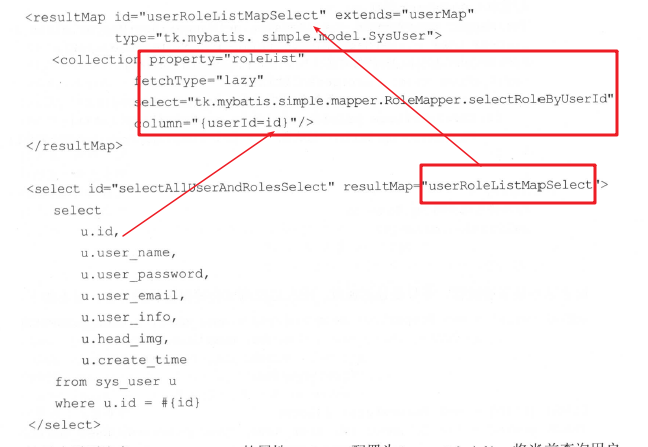 <resultMap id="userRoleListMapSelect" extends="userMap"
type="tk.mybatis. simple.model.SysUser">
<collection property="roleList"
fetchType="lazy"
select="tk.mybatis.simple.mapper.RoleMapper.selectRoleByUserId"
column="{userId=id}"/>
</resultMap>
<select id="selectAllUserAndRolesSelect" resultMap="userRoleListMapSelect">
select
u.id,
u.user_name,
u.user_password,
u.user_email,
u.user_info,
u.head_img,
u.create_time
from sys_user u
where u.id = #{id}
</select>